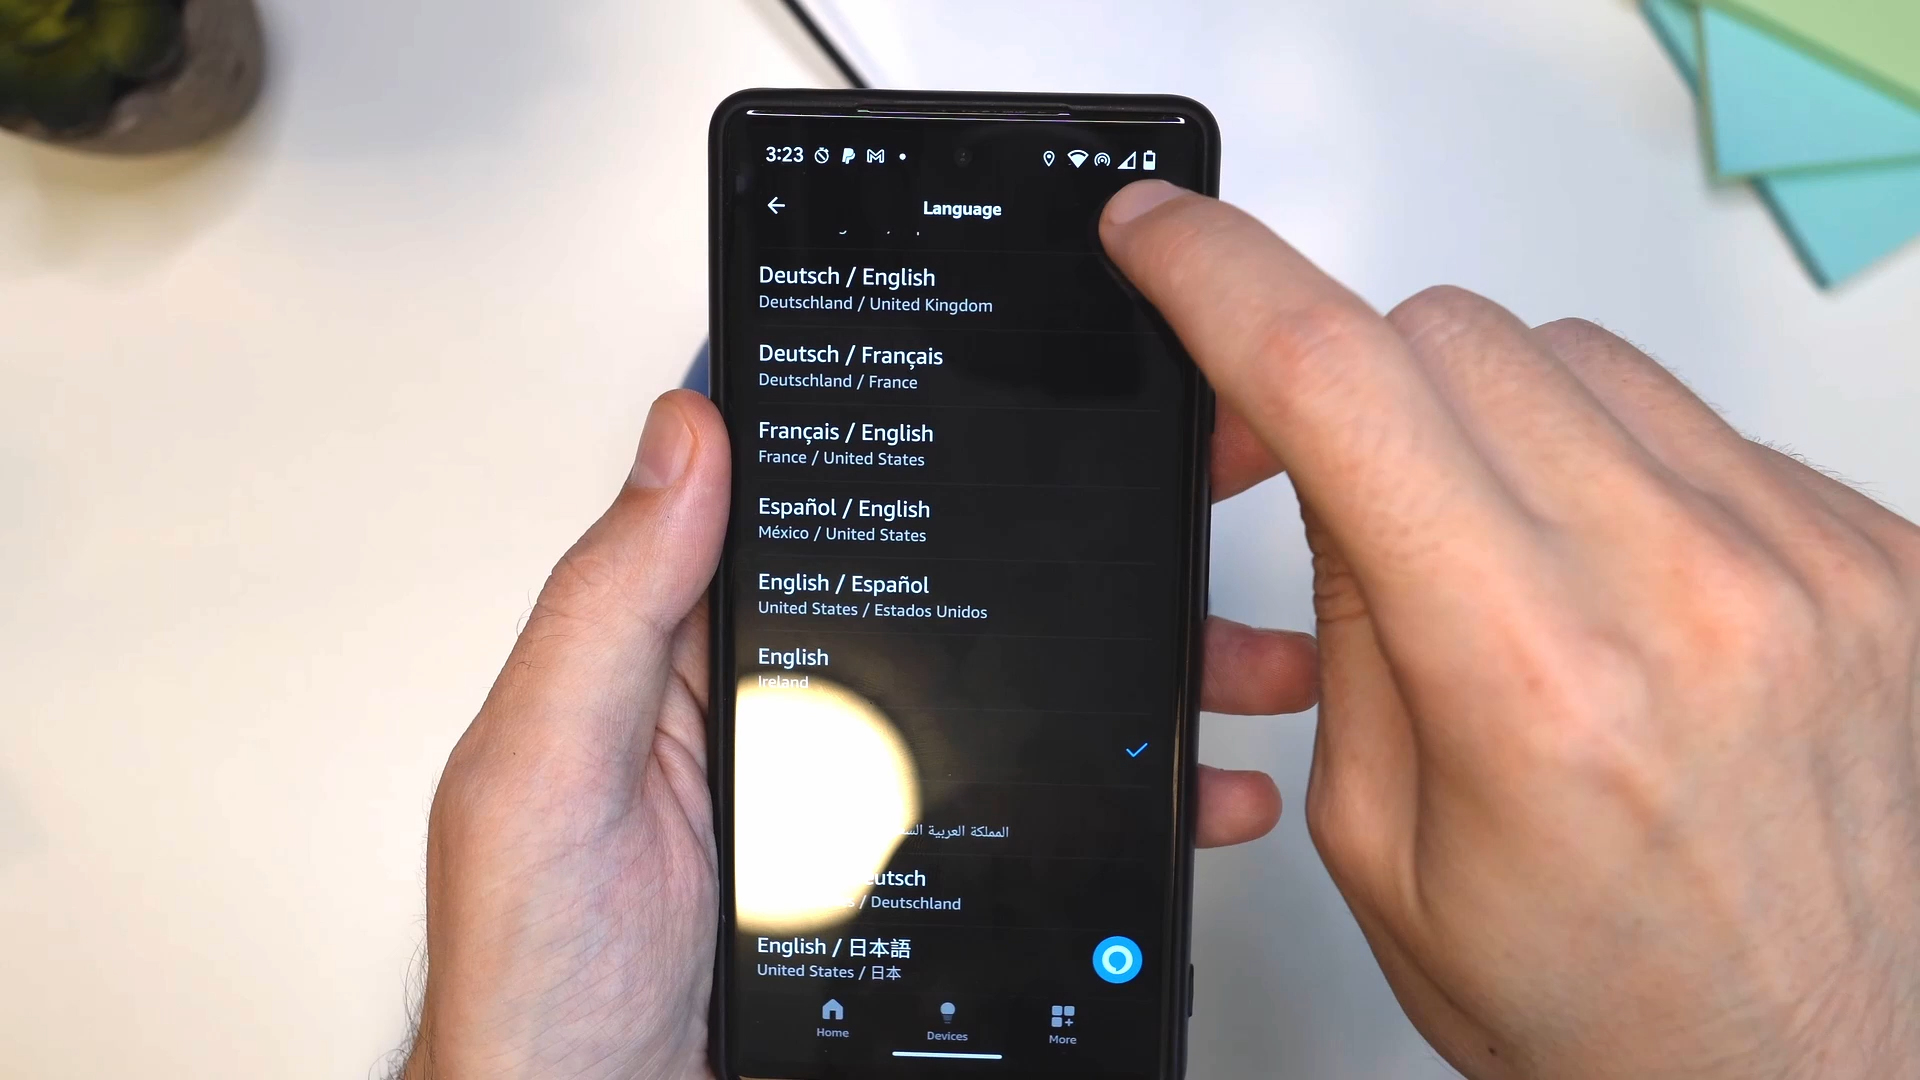 3:23
Language
Deutsch / English
Deutschland / United Kingdom
Deutsch / Français
Deutschland / France
Français / English
France / United States
Español / English
México / United States
English / Español
United States / Estados Unidos
English
Ireland
المملكة العربية
/ Deutschland
English / 日本語
United States / 日本
Home
Devices
More